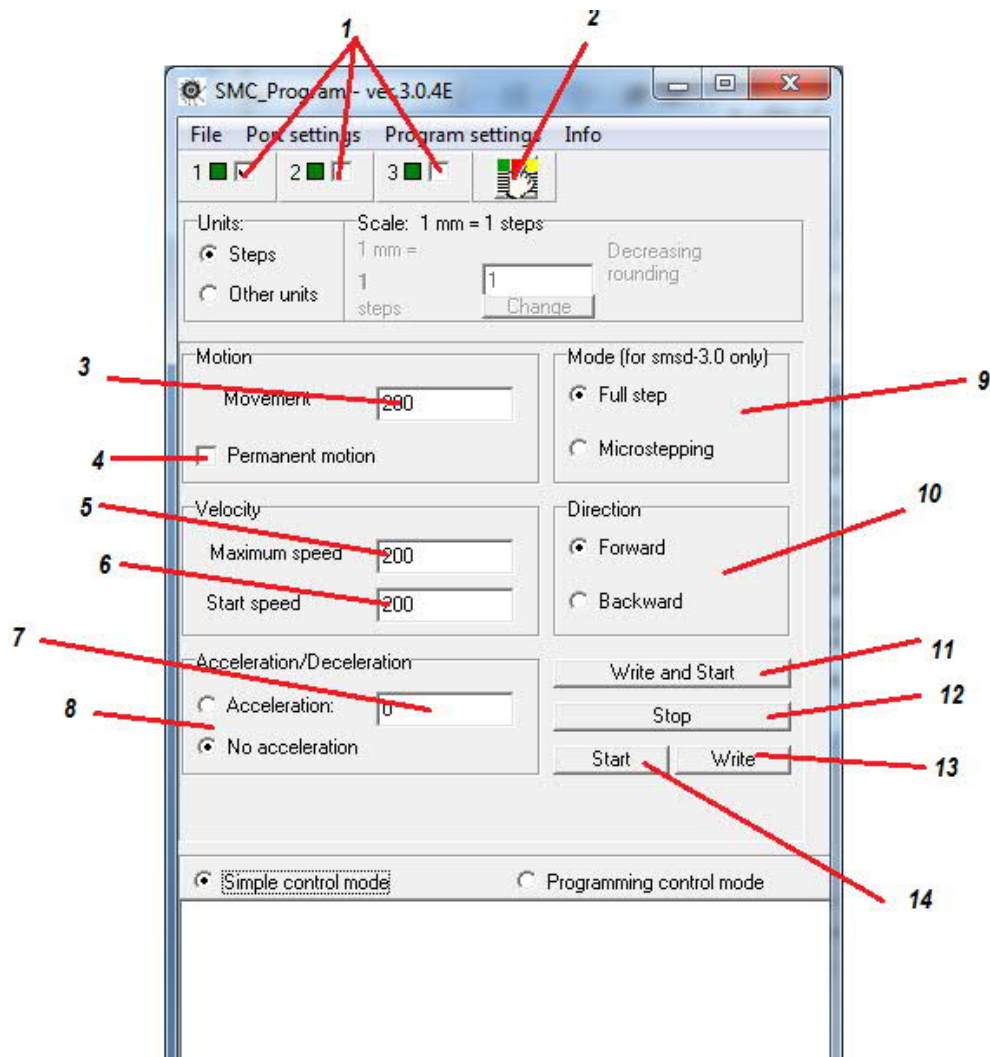 1
2
SMC_Program - ver.3.0.4E
File Port settings Program settings Info
1 2 3
Units:
Steps
Other units
Scale: 1 mm = 1 steps
1 mm =
1
steps
1
Change
Decreasing
rounding
Motion
Movement 200
Permanent motion
3
4
Mode (for smsd-3.0 only)
Full step
Microstepping
9
Velocity
Maximum speed 200
Start speed 200
5
6
Direction
Forward
Backward
10
Acceleration/Deceleration
Acceleration: 0
No acceleration
7
8
Write and Start
11
Stop
12
Start Write
13
14
Simple control mode Programming control mode